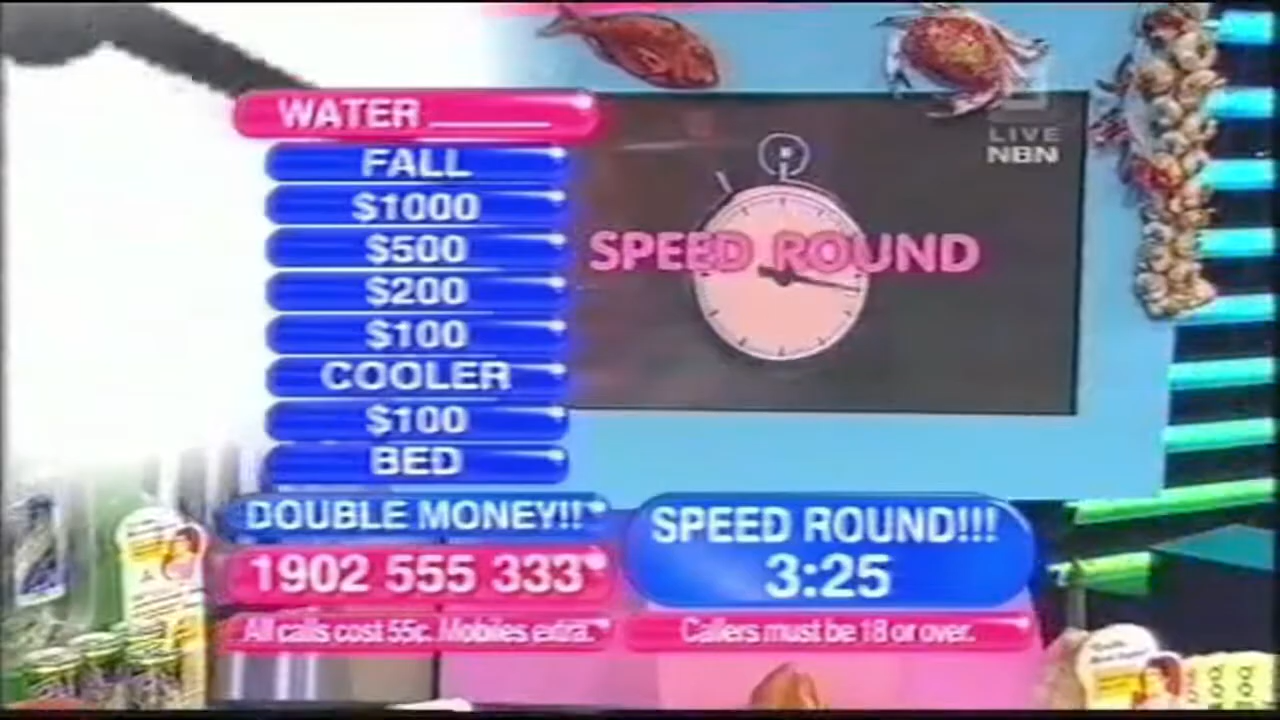 LIVE
NBN
WATER ______
FALL
$1000
$500
$200
$100
COOLER
$100
BED
SPEED ROUND
DOUBLE MONEY!!
1902 555 333
All calls cost 55c. Mobiles extra.
SPEED ROUND!!!
3:25
Callers must be 18 or over.